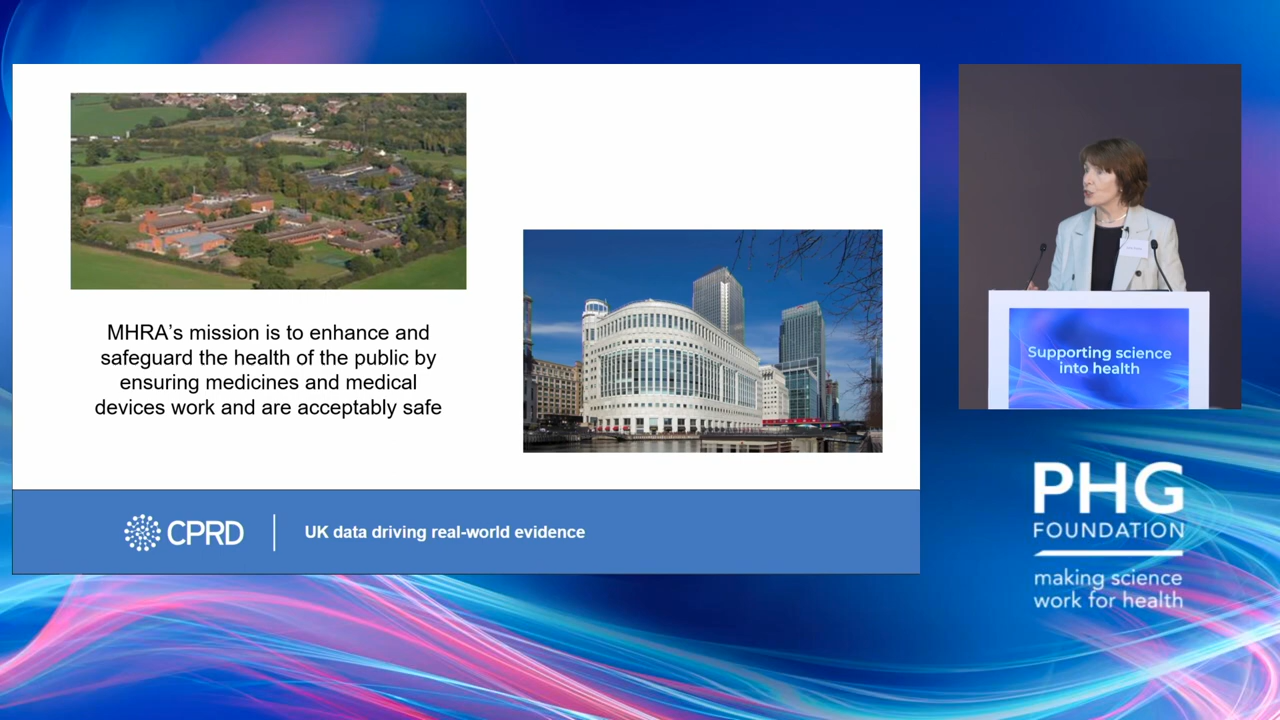 MHRA's mission is to enhance and
safeguard the health of the public by
ensuring medicines and medical
devices work and are acceptably safe
CPRD
UK data driving real-world evidence
Supporting science
into health
PHG
FOUNDATION
making science
work for health